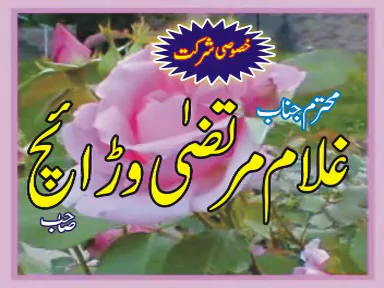 خصوصی شرکت
محترم جناب
غلام مرتضیٰ وڑائچ
صاحب